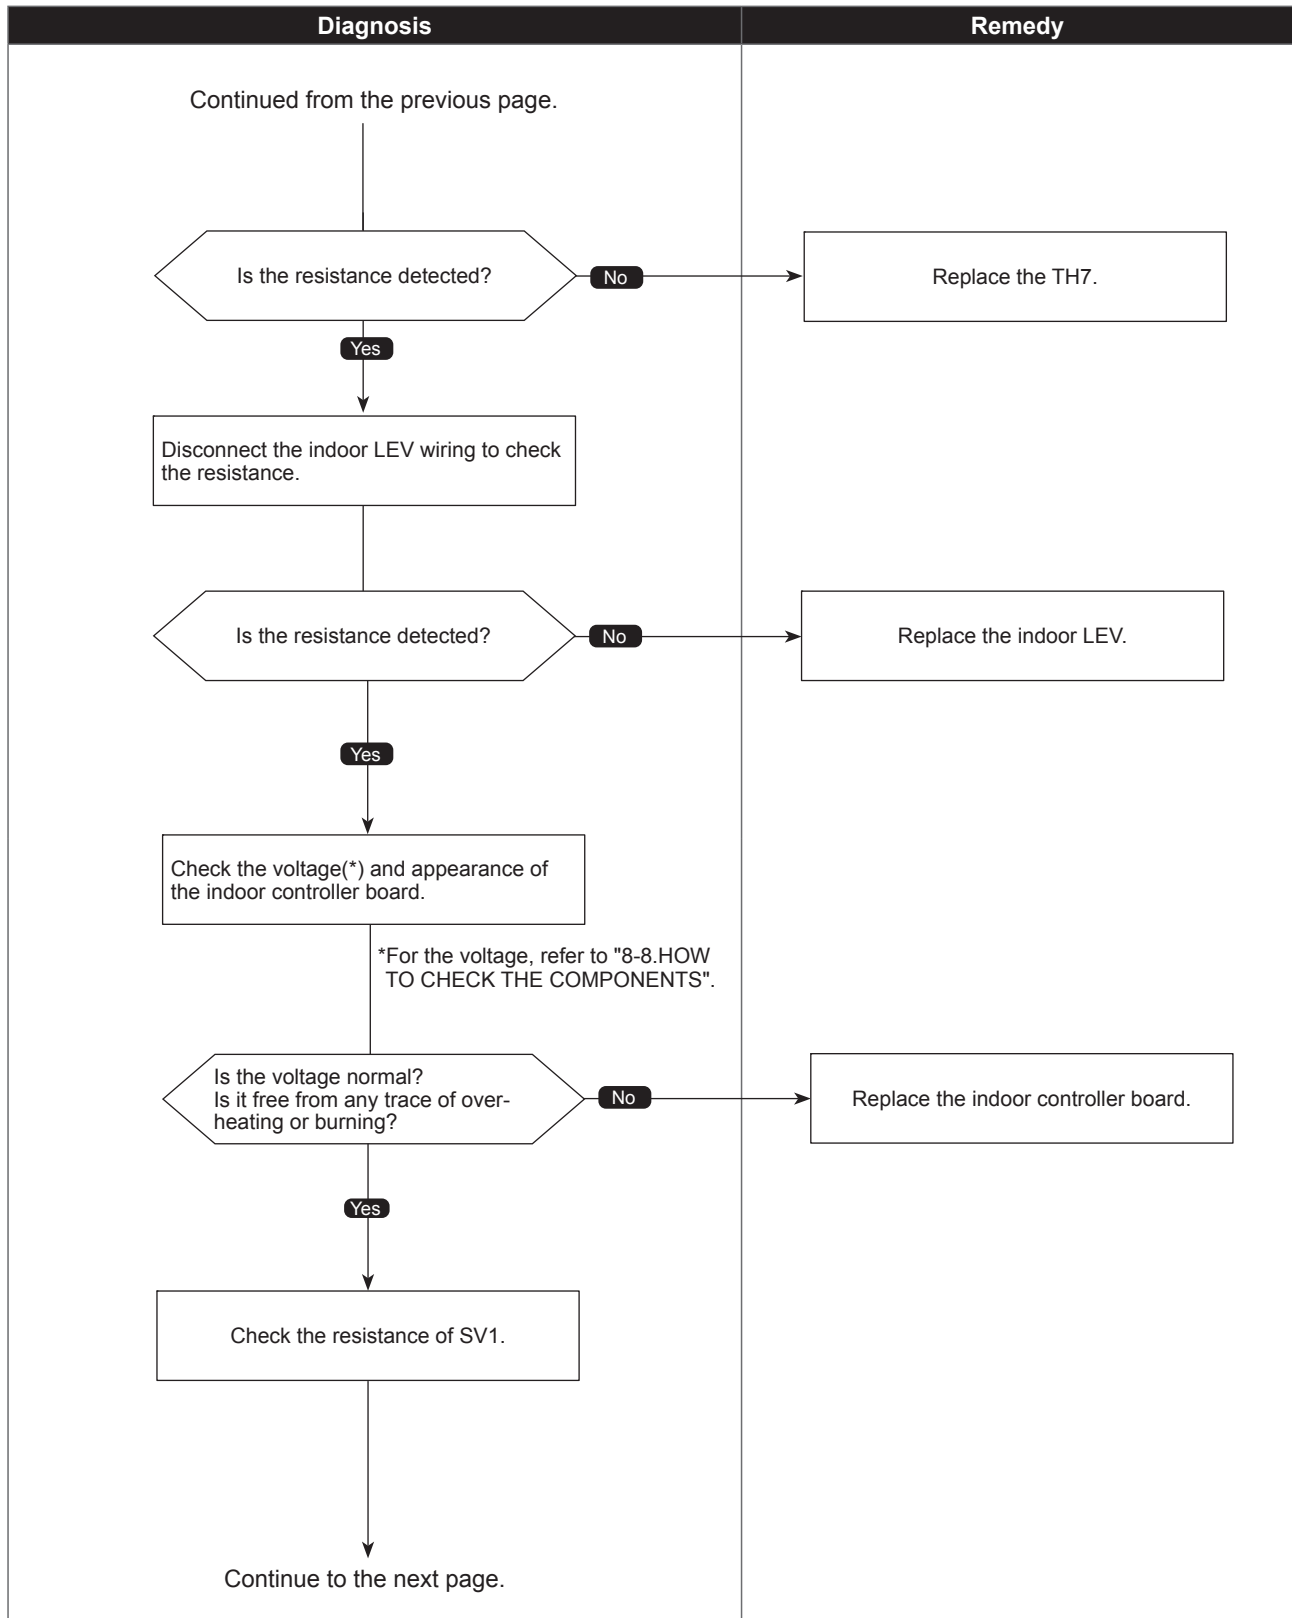 Diagnosis
Remedy
Continued from the previous page.
Is the resistance detected?
No
Replace the TH7.
Yes
Disconnect the indoor LEV wiring to check
the resistance.
Is the resistance detected?
No
Replace the indoor LEV.
Yes
Check the voltage(*) and appearance of
the indoor controller board.
*For the voltage, refer to "8-8.HOW
TO CHECK THE COMPONENTS".
Is the voltage normal?
Is it free from any trace of over-
heating or burning?
No
Replace the indoor controller board.
Yes
Check the resistance of SV1.
Continue to the next page.